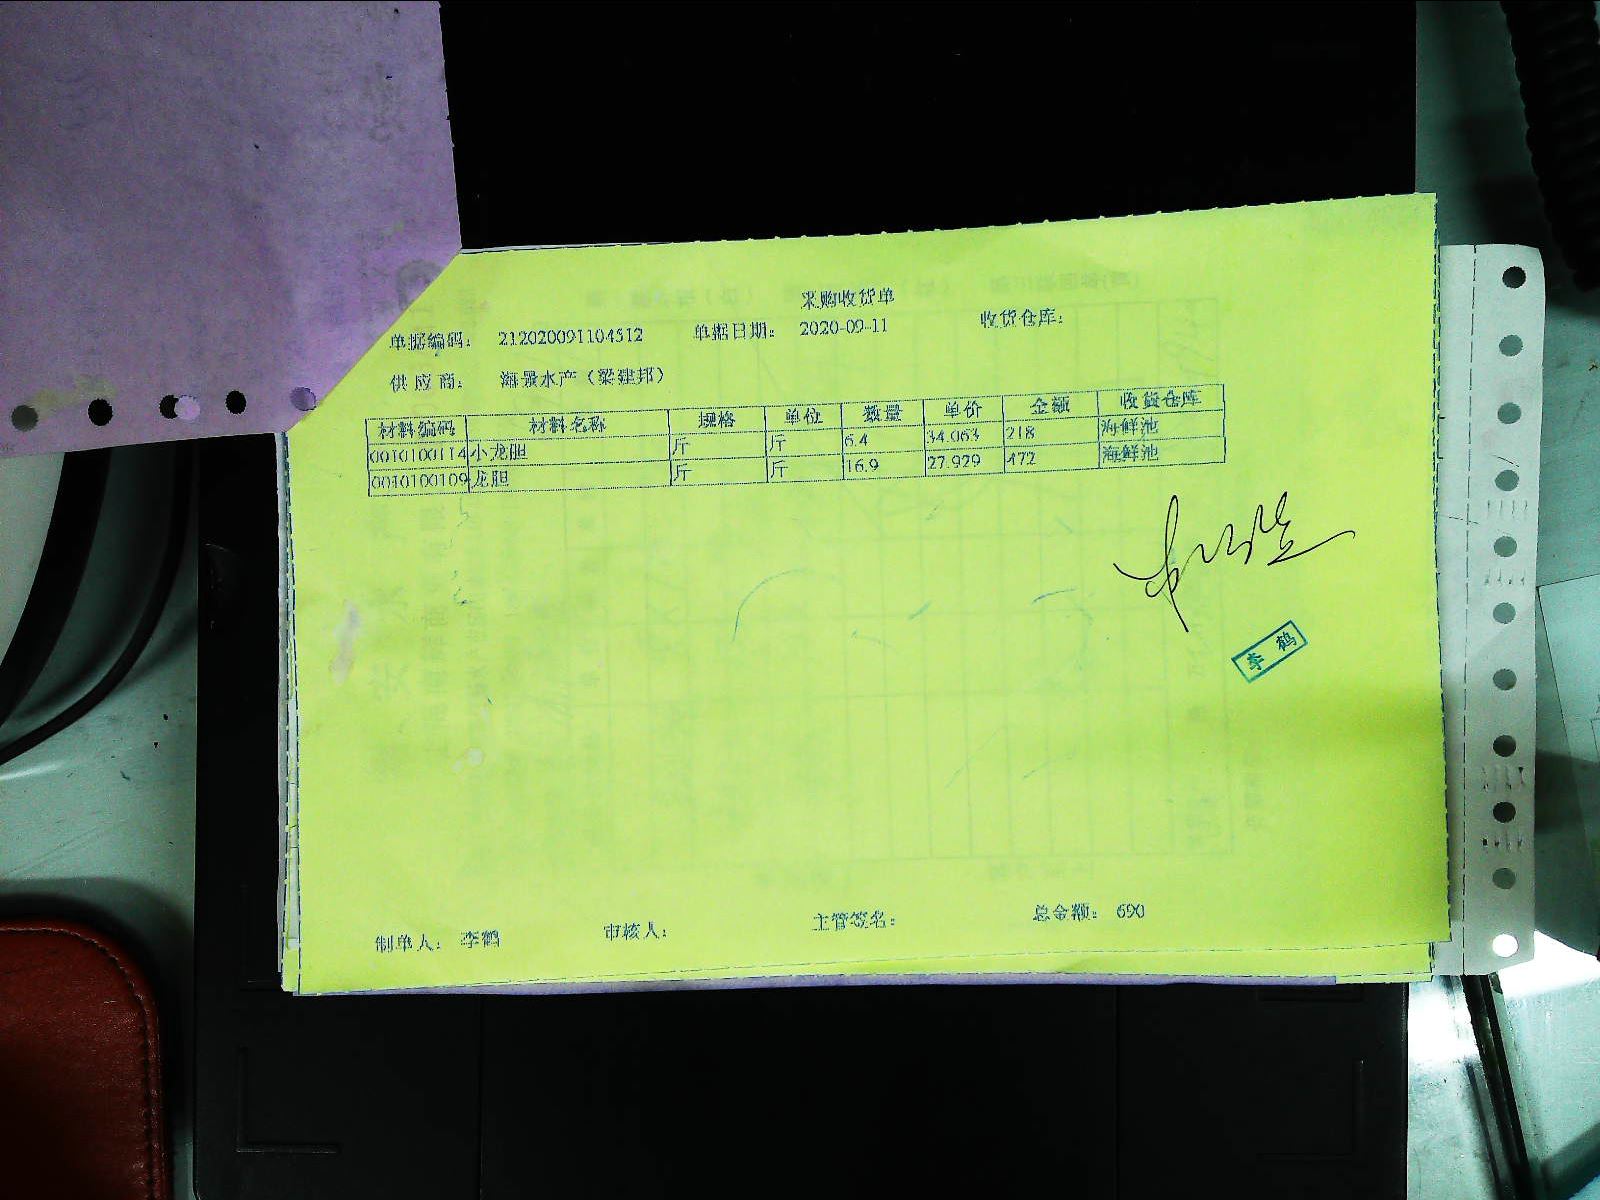 采购收货单
单据编码： 212020091104512 单据日期： 2020-09-11 收货仓库：
供应商： 海景水产（梁建邦）
材料编码 材料名称 规格 单位 数量 单价 金额 收货仓库
0010100114 小龙胆 斤 斤 6.4 34.063 218 海鲜池
0010100109 龙胆 斤 斤 16.9 27.929 472 海鲜池
李鹤
制单人： 李鹤 审核人： 主管签名： 总金额： 690